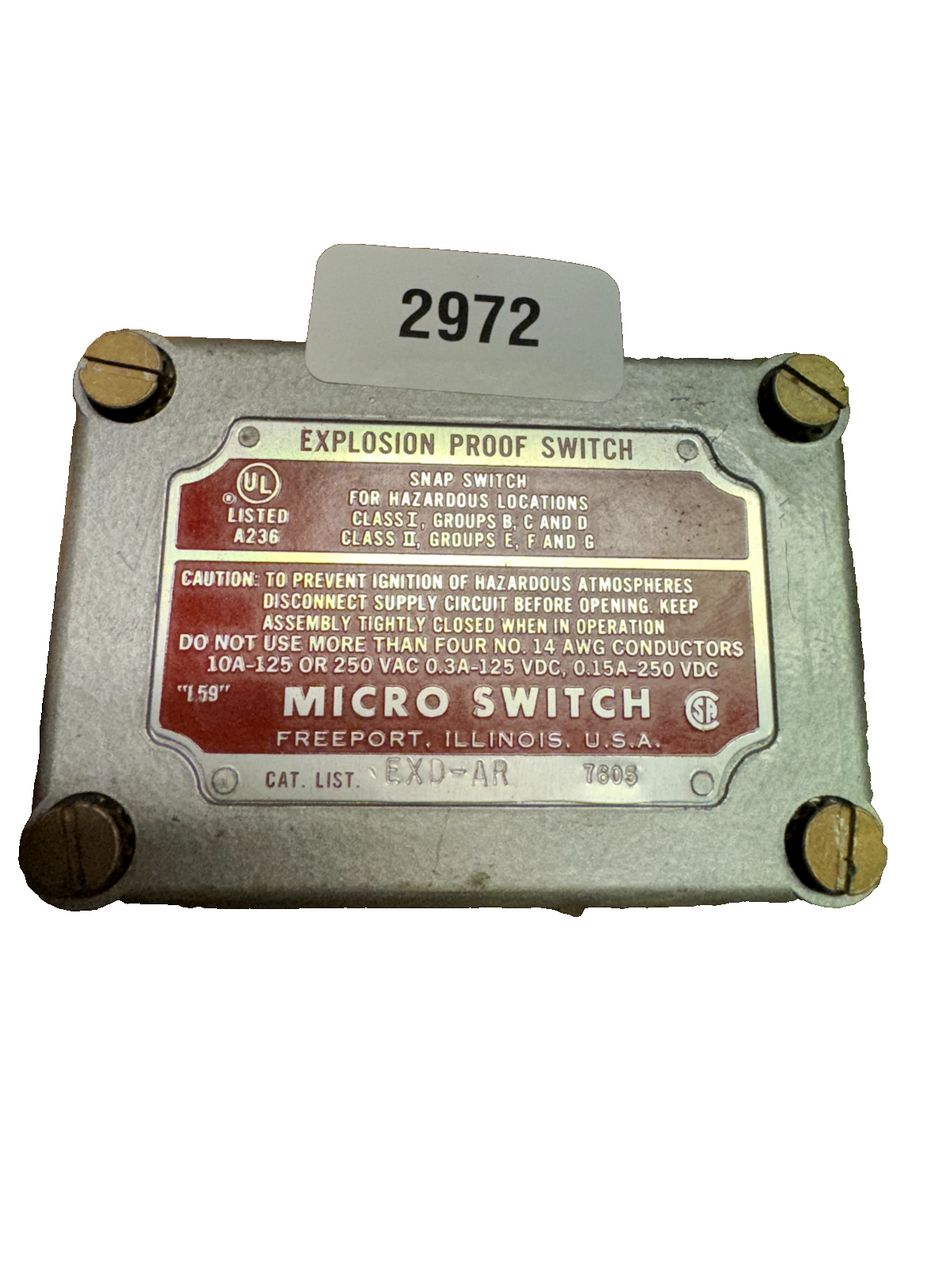 2972
EXPLOSION PROOF SWITCH
UL
®
LISTED
A236
SNAP SWITCH
FOR HAZARDOUS LOCATIONS
CLASS I, GROUPS B, C AND D
CLASS II, GROUPS E, F AND G
CAUTION: TO PREVENT IGNITION OF HAZARDOUS ATMOSPHERES
DISCONNECT SUPPLY CIRCUIT BEFORE OPENING. KEEP
ASSEMBLY TIGHTLY CLOSED WHEN IN OPERATION
DO NOT USE MORE THAN FOUR NO. 14 AWG CONDUCTORS
10A-125 OR 250 VAC 0.3A-125 VDC, 0.15A-250 VDC
MICRO SWITCH
FREEPORT, ILLINOIS, U.S.A.
CAT. LIST. EXD-AR